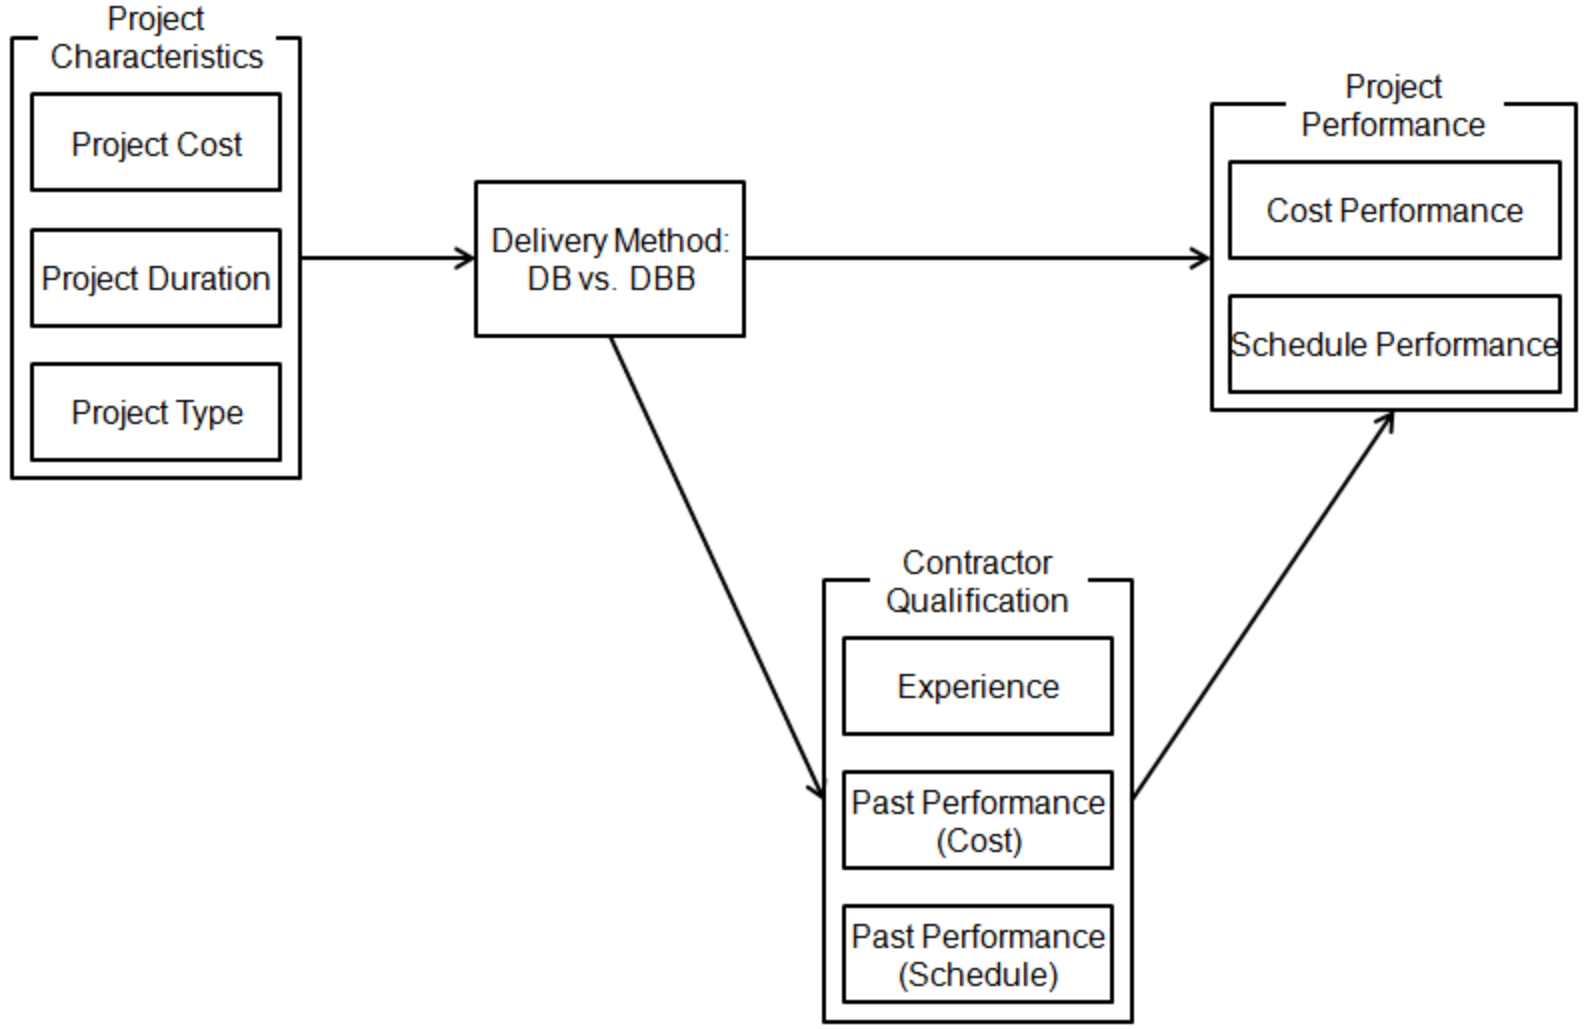 Project
Characteristics
Project Cost
Project Duration
Project Type
Delivery Method:
DB vs. DBB
Project
Performance
Cost Performance
Schedule Performance
Contractor
Qualification
Experience
Past Performance
(Cost)
Past Performance
(Schedule)